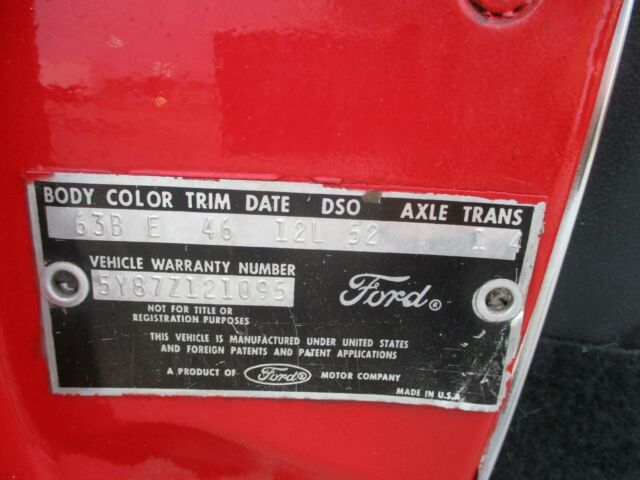 BODY COLOR TRIM DATE DSO AXLE TRANS
63B E 46 12L 52 1 4
VEHICLE WARRANTY NUMBER
5Y87Z121095
Ford®
NOT FOR TITLE OR
REGISTRATION PURPOSES
THIS VEHICLE IS MANUFACTURED UNDER UNITED STATES
AND FOREIGN PATENTS AND PATENT APPLICATIONS
A PRODUCT OF Ford® MOTOR COMPANY
MADE IN U.S.A.